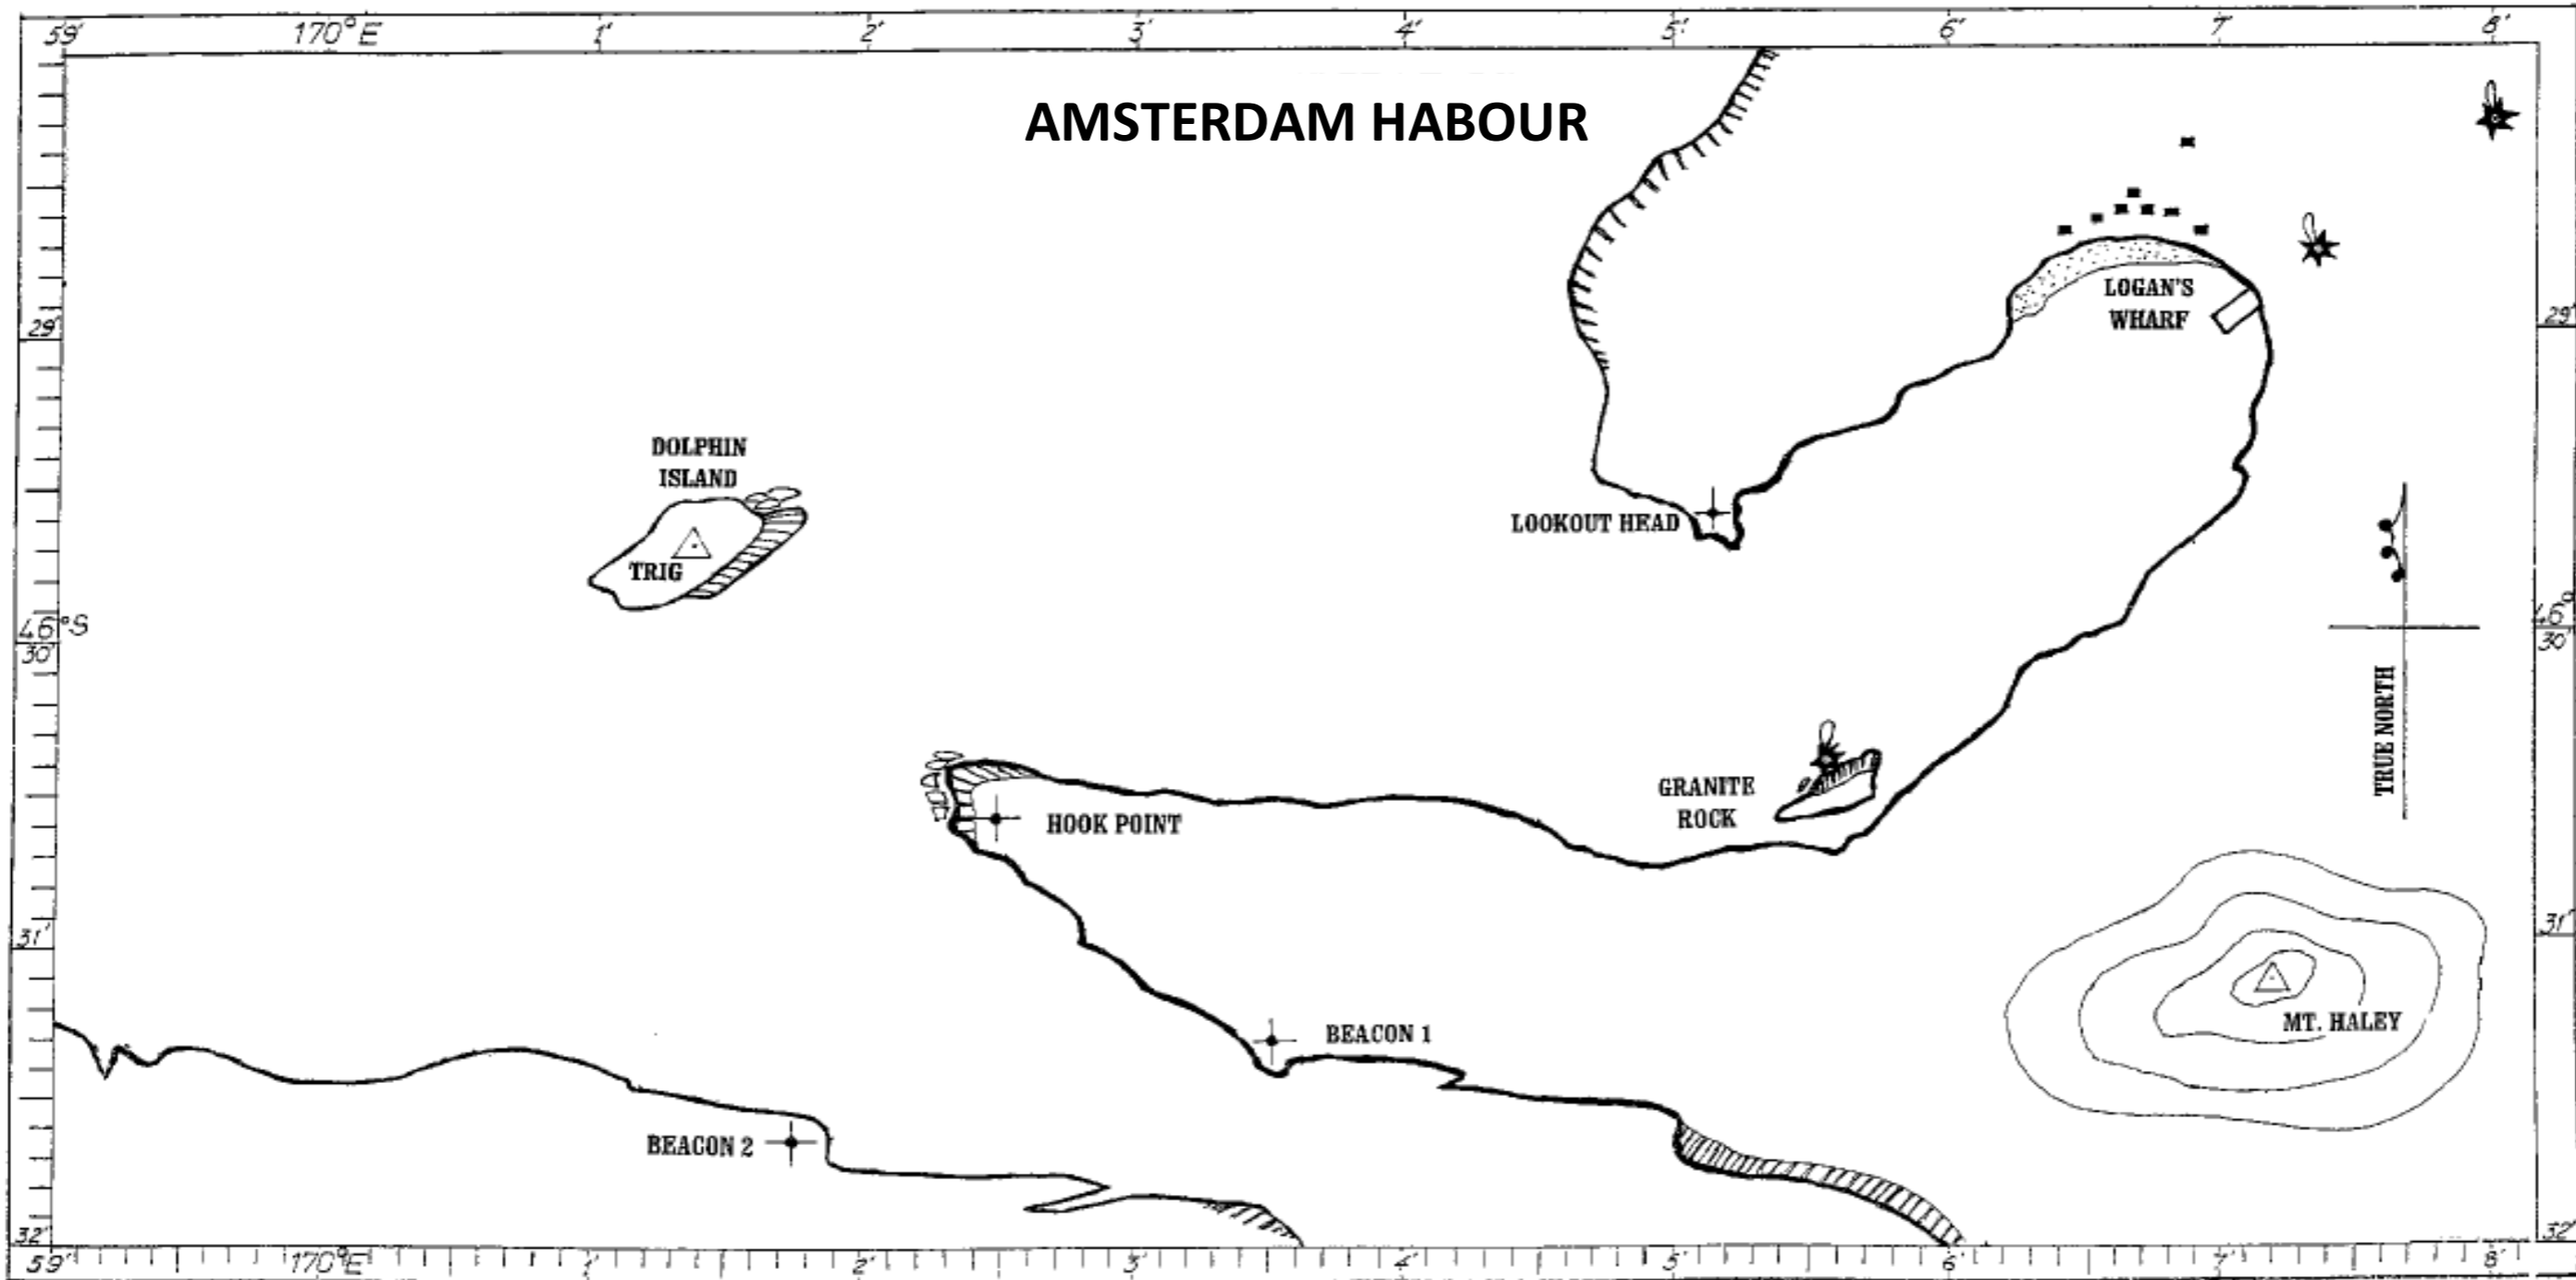 59' 170°E 1' 2' 3' 4' 5' 6' 7' 8'
AMSTERDAM HABOUR
29'
LOGAN'S
WHARF
29'
DOLPHIN
ISLAND
TRIG
LOOKOUT HEAD
46°S
30'
46°
30'
TRUE NORTH
GRANITE
ROCK
HOOK POINT
31'
31'
MT. HALEY
BEACON 1
BEACON 2
32'
32'
59' 170°E 1' 2' 3' 4' 5' 6' 7' 8'